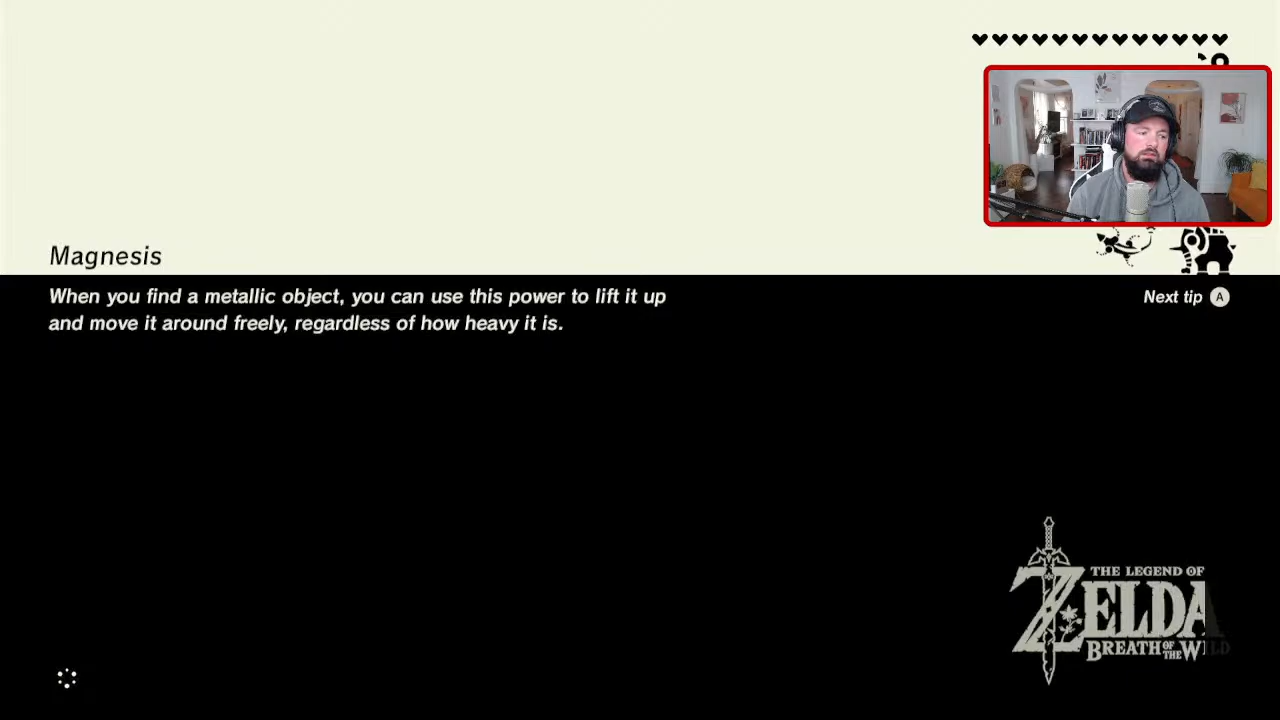 Magnesis
When you find a metallic object, you can use this power to lift it up
and move it around freely, regardless of how heavy it is.
Next tip A
THE LEGEND OF
ZELDA
BREATH OF THE WILD